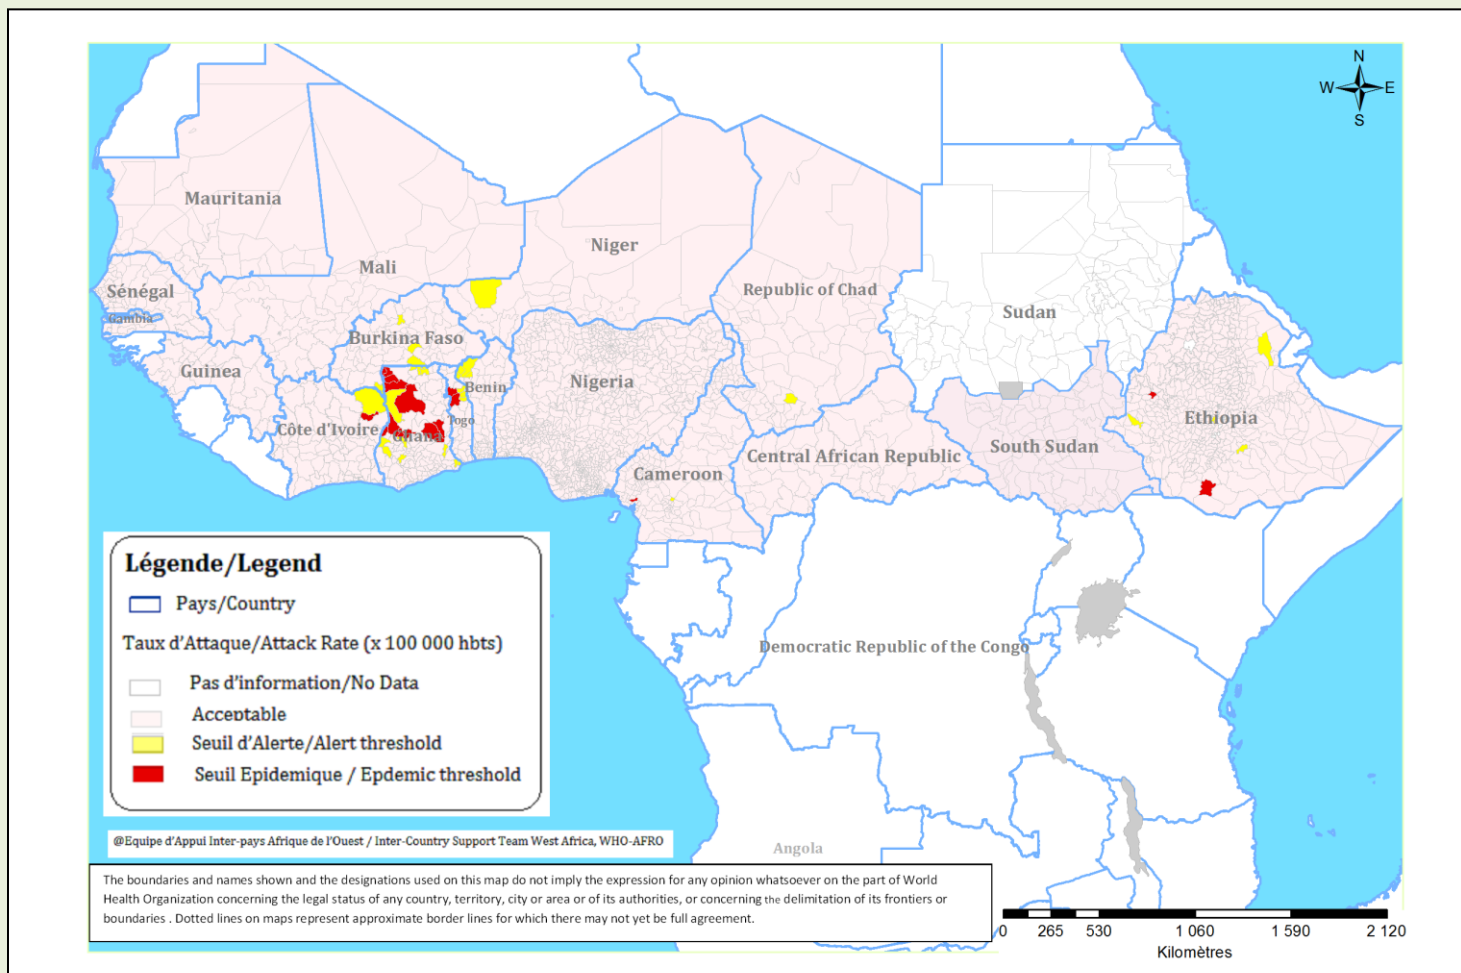 N
W E
S
Mauritania
Niger
Mali
Republic of Chad
Sénégal
Gambia
Sudan
Burkina Faso
Guinea
Nigeria
Benin
Togo
Ethiopia
Côte d'Ivoire
Ghana
South Sudan
Central African Republic
Cameroon
Légende/Legend
Pays/Country
Taux d'Attaque/Attack Rate (x 100 000 hbts)
Pas d'information/No Data
Acceptable
Seuil d'Alerte/Alert threshold
Seuil Epidemique / Epdemic threshold
Democratic Republic of the Congo
Angola
@Equipe d'Appui Inter-pays Afrique de l'Ouest / Inter-Country Support Team West Africa, WHO-AFRO
The boundaries and names shown and the designations used on this map do not imply the expression for any opinion whatsoever on the part of World
Health Organization concerning the legal status of any country, territory, city or area or of its authorities, or concerning the delimitation of its frontiers or
boundaries . Dotted lines on maps represent approximate border lines for which there may not yet be full agreement.
0 265 530 1 060 1 590 2 120
Kilomètres